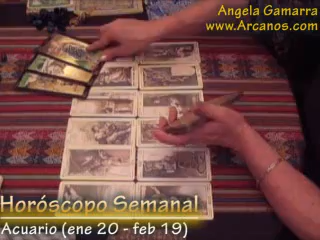 Angela Gamarra
www.Arcanos.com
Horóscopo Semanal
Acuario (ene 20 - feb 19)